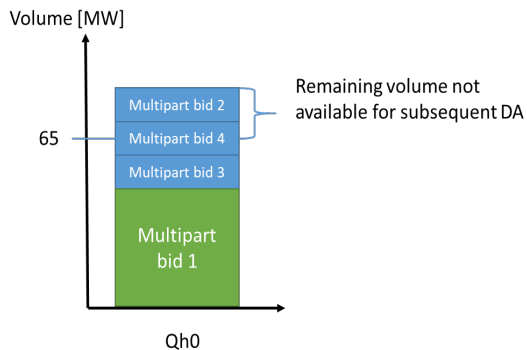 Volume [MW]
Multipart bid 2
Remaining volume not
available for subsequent DA
65
Multipart bid 4
Multipart bid 3
Multipart
bid 1
Qh0